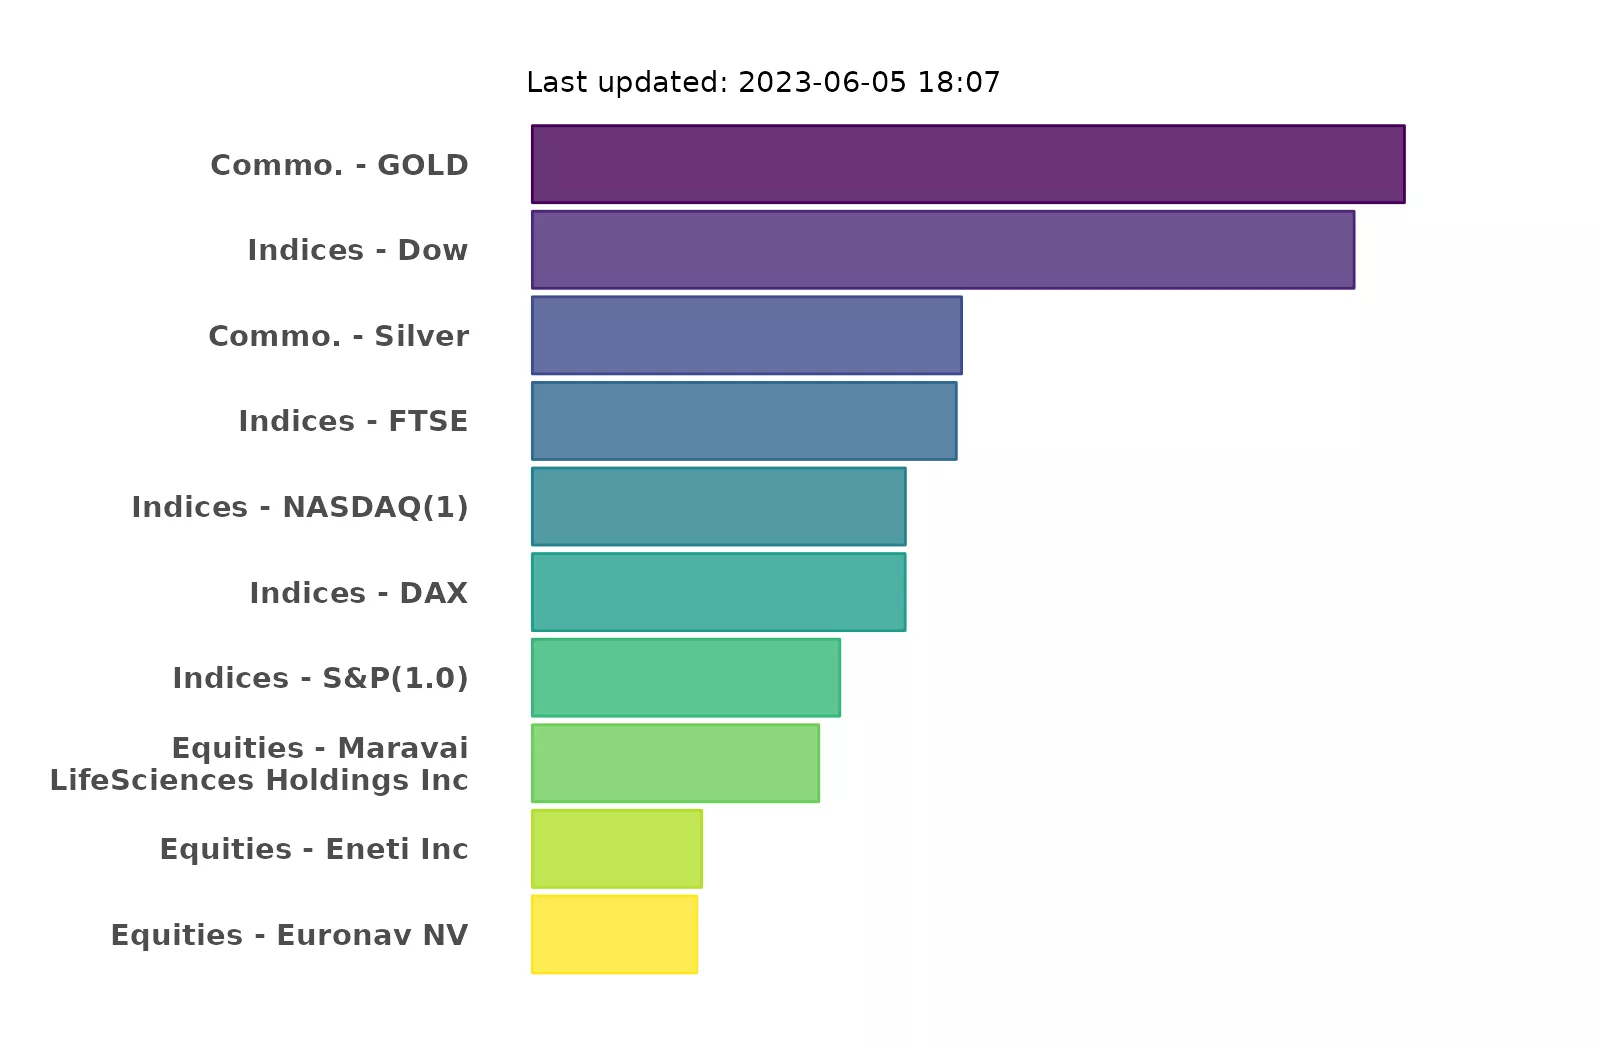 Last updated: 2023-06-05 18:07
Commo. - GOLD
Indices - Dow
Commo. - Silver
Indices - FTSE
Indices - NASDAQ(1)
Indices - DAX
Indices - S&P(1.0)
Equities - Maravai
LifeSciences Holdings Inc
Equities - Eneti Inc
Equities - Euronav NV